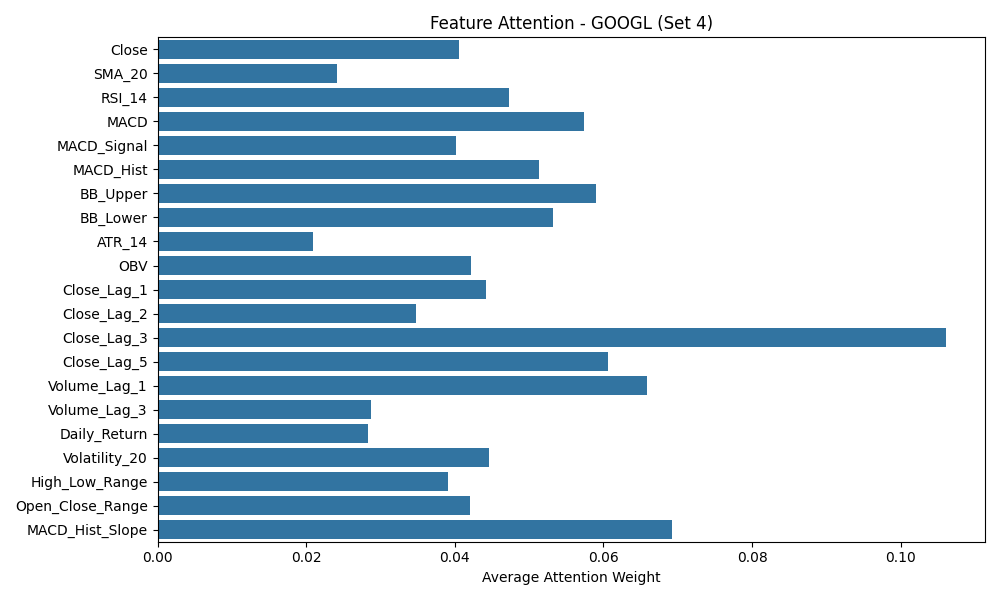 Feature Attention - GOOGL (Set 4)
Close
SMA_20
RSI_14
MACD
MACD_Signal
MACD_Hist
BB_Upper
BB_Lower
ATR_14
OBV
Close_Lag_1
Close_Lag_2
Close_Lag_3
Close_Lag_5
Volume_Lag_1
Volume_Lag_3
Daily_Return
Volatility_20
High_Low_Range
Open_Close_Range
MACD_Hist_Slope
0.00 0.02 0.04 0.06 0.08 0.10
Average Attention Weight